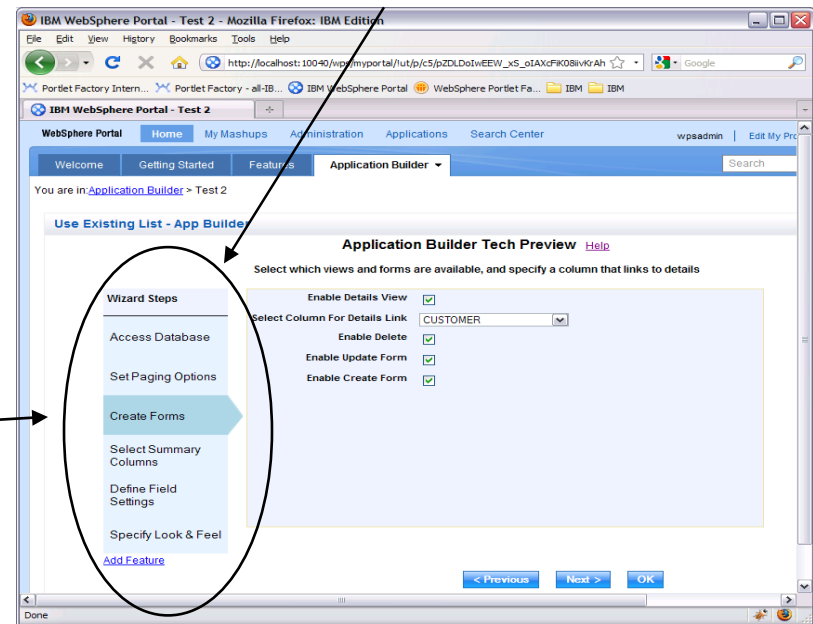 IBM WebSphere Portal - Test 2 - Mozilla Firefox: IBM Edition
File Edit View History Bookmarks Tools Help
http://localhost:10040/wps/myportal/!ut/p/c5/ Google
Portlet Factory Intern... Portlet Factory - all-IB... IBM WebSphere Portal WebSphere Portlet Fa... IBM IBM
IBM WebSphere Portal - Test 2
WebSphere Portal Home My Mashups Administration Applications Search Center wpsadmin | Edit My Pro
Welcome Getting Started Features Application Builder Search
You are in:Application Builder > Test 2
Use Existing List - App Builder
Application Builder Tech Preview Help
Select which views and forms are available, and specify a column that links to details
Wizard Steps
Access Database
Set Paging Options
Create Forms
Select Summary
Columns
Define Field
Settings
Specify Look & Feel
Add Feature
Enable Details View
Select Column For Details Link CUSTOMER
Enable Delete
Enable Update Form
Enable Create Form
< Previous Next > OK
Done